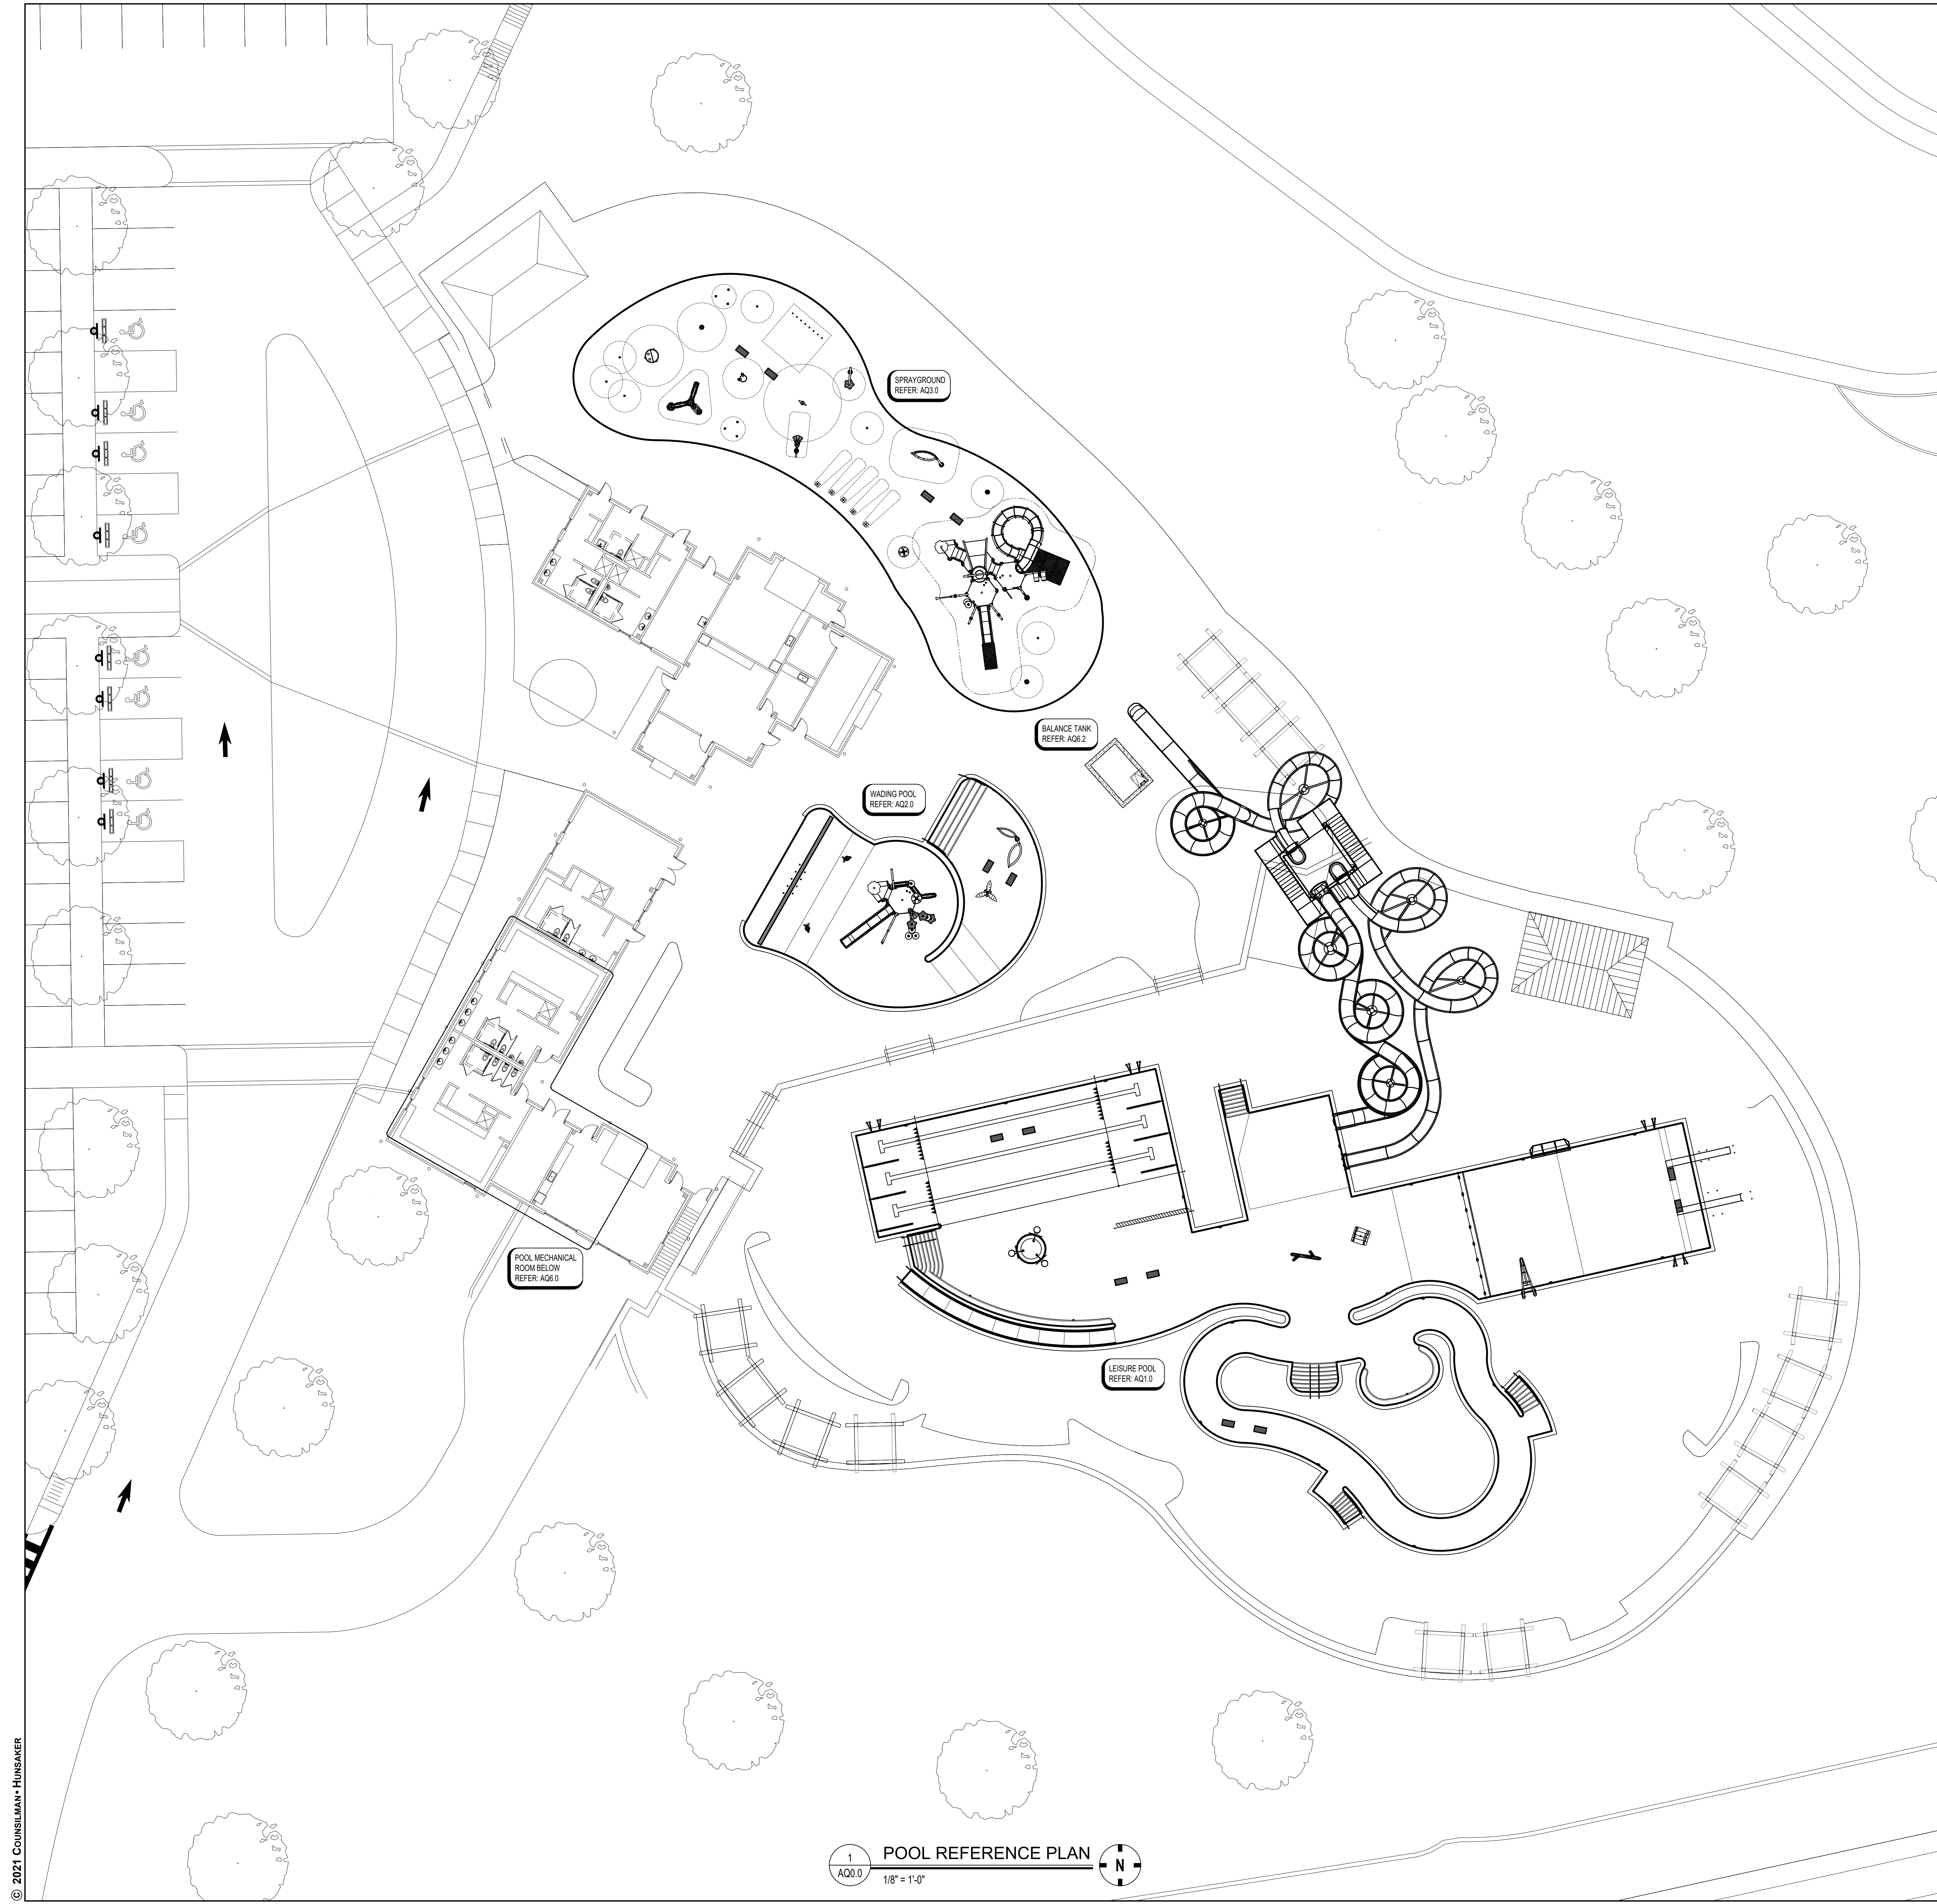 SPRAYGROUND
REFER: AQ3.0
BALANCE TANK
REFER: AQ6.2
WADING POOL
REFER: AQ2.0
POOL MECHANICAL
ROOM BELOW
REFER: AQ6.0
LEISURE POOL
REFER: AQ1.0
1
AQ0.0
POOL REFERENCE PLAN
1/8" = 1'-0"
N
© 2021 COUNSILMAN • HUNSAKER